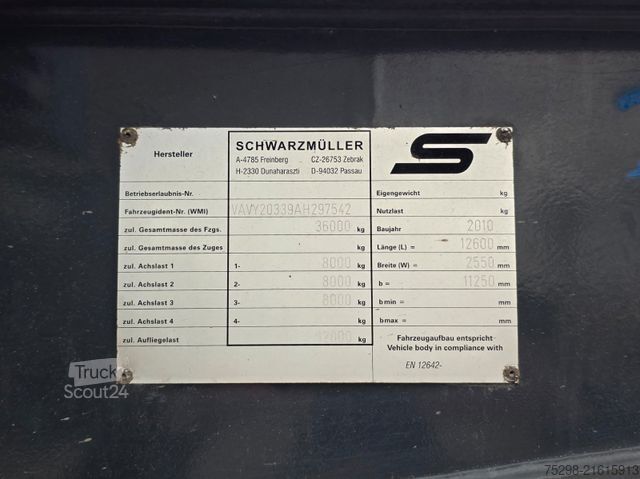 Hersteller
SCHWARZMÜLLER
A-4785 Freinberg CZ-26753 Zebrak
H-2330 Dunaharaszti D-94032 Passau
S
Betriebserlaubnis-Nr.
Eigengewicht kg
Fahrzeugident-Nr. (WMI) VAVY20339AH297542
Nutzlast kg
zul. Gesamtmasse des Fzgs. 36000 kg
Baujahr 2010
zul. Gesamtmasse des Zuges kg
Länge (L) = 12600 mm
zul. Achslast 1 1- 8000 kg
Breite (W) = 2550 mm
zul. Achslast 2 2- 8000 kg
b = 11250 mm
zul. Achslast 3 3- 8000 kg
bmin = mm
zul. Achslast 4 4- kg
bmax = mm
zul. Aufliegelast 12000 kg
Fahrzeugaufbau entspricht
Vehicle body in compliance with
EN 12642-
Truck
Scout24
75298-21615913